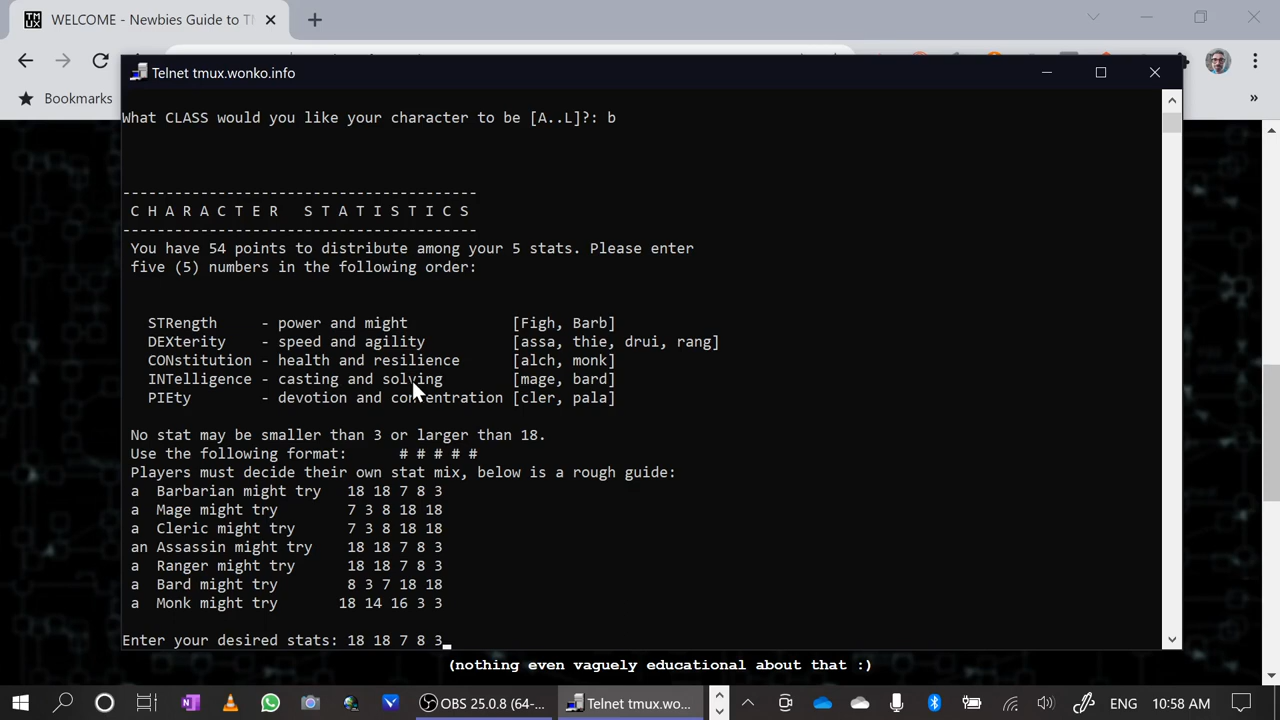 WELCOME - Newbies Guide to TM
Bookmarks
Telnet tmux.wonko.info
What CLASS would you like your character to be [A..L]?: b
-----------------------------------------
C H A R A C T E R   S T A T I S T I C S
-----------------------------------------
You have 54 points to distribute among your 5 stats. Please enter
five (5) numbers in the following order:
STRength - power and might [Figh, Barb]
DEXterity - speed and agility [assa, thie, drui, rang]
CONstitution - health and resilience [alch, monk]
INTelligence - casting and solving [mage, bard]
PIEty - devotion and concentration [cler, pala]
No stat may be smaller than 3 or larger than 18.
Use the following format: # # # # #
Players must decide their own stat mix, below is a rough guide:
a Barbarian might try 18 18 7 8 3
a Mage might try 7 3 8 18 18
a Cleric might try 7 3 8 18 18
an Assassin might try 18 18 7 8 3
a Ranger might try 18 18 7 8 3
a Bard might try 8 3 7 18 18
a Monk might try 18 14 16 3 3
Enter your desired stats: 18 18 7 8 3
(nothing even vaguely educational about that :)
OBS 25.0.8 (64-...
Telnet tmux.wo...
10:58 AM